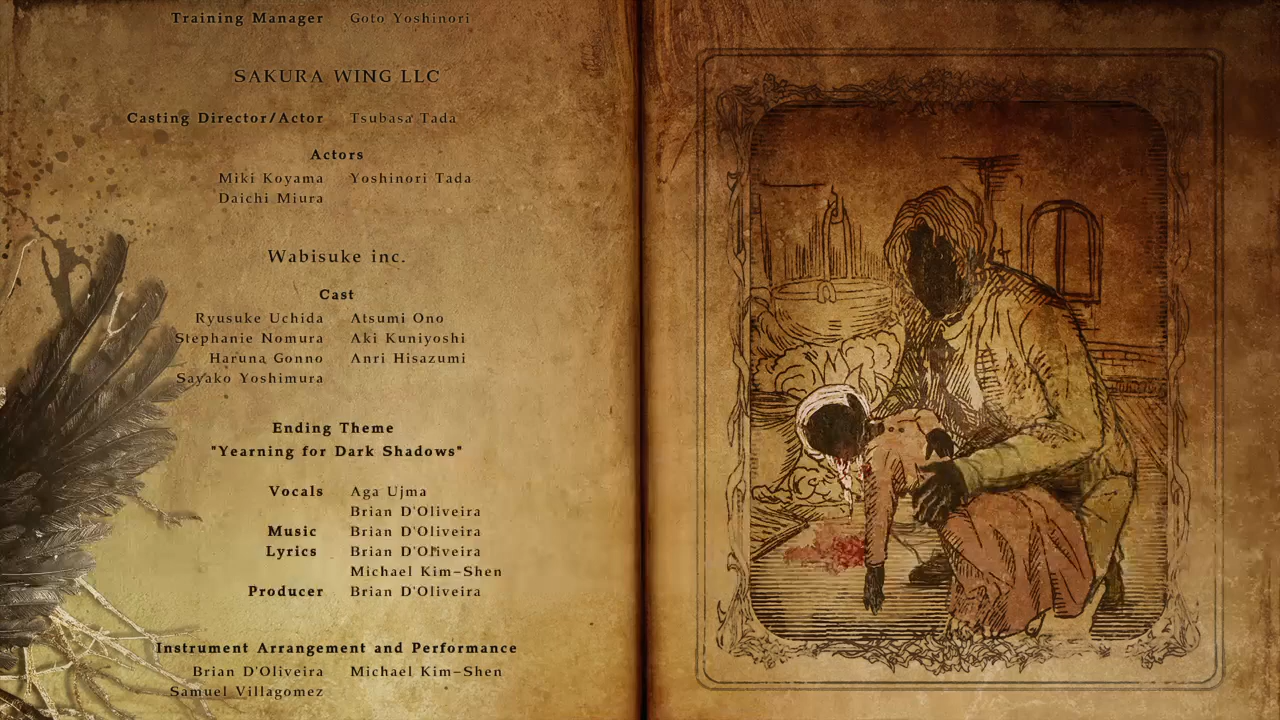 Training Manager Goto Yoshinori
SAKURA WING LLC
Casting Director/Actor Tsubasa Tada
Actors
Miki Koyama Yoshinori Tada
Daichi Miura
Wabisuke inc.
Cast
Ryusuke Uchida Atsumi Ono
Stephanie Nomura Aki Kuniyoshi
Haruna Gonno Anri Hisazumi
Sayako Yoshimura
Ending Theme
"Yearning for Dark Shadows"
Vocals Aga Ujma
Brian D'Oliveira
Music Brian D'Oliveira
Lyrics Brian D'Oliveira
Michael Kim-Shen
Producer Brian D'Oliveira
Instrument Arrangement and Performance
Brian D'Oliveira Michael Kim-Shen
Samuel Villagomez